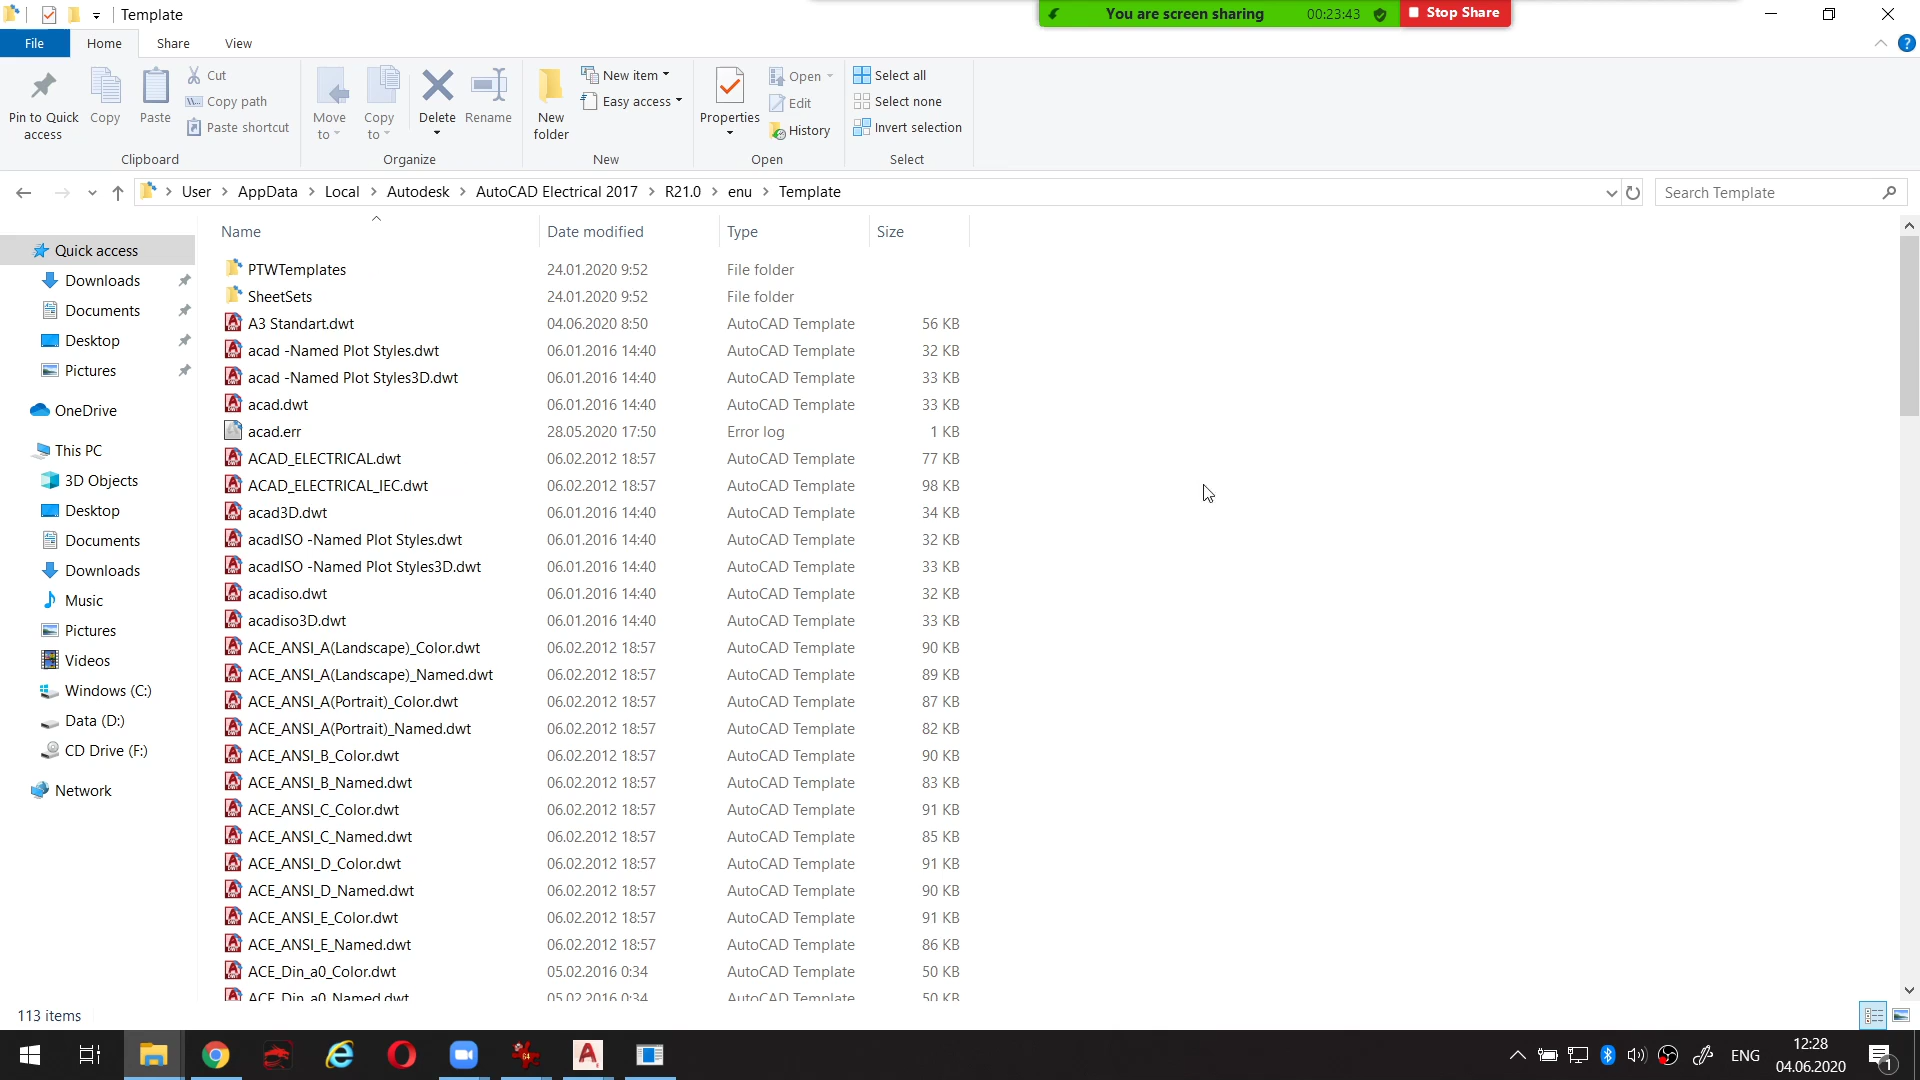 Template
You are screen sharing 00:23:43 Stop Share
File Home Share View
Pin to Quick access
Copy
Paste
Cut
Copy path
Paste shortcut
Clipboard
Move to
Copy to
Delete
Rename
Organize
New folder
New item
Easy access
New
Properties
Open
Edit
History
Open
Select all
Select none
Invert selection
Select
User AppData Local Autodesk AutoCAD Electrical 2017 R21.0 enu Template
Search Template
Quick access
Downloads
Documents
Desktop
Pictures
OneDrive
This PC
3D Objects
Desktop
Documents
Downloads
Music
Pictures
Videos
Windows (C:)
Data (D:)
CD Drive (F:)
Network
Name Date modified Type Size
PTWTemplates 24.01.2020 9:52 File folder
SheetSets 24.01.2020 9:52 File folder
A3 Standart.dwt 04.06.2020 8:50 AutoCAD Template 56 KB
acad -Named Plot Styles.dwt 06.01.2016 14:40 AutoCAD Template 32 KB
acad -Named Plot Styles3D.dwt 06.01.2016 14:40 AutoCAD Template 33 KB
acad.dwt 06.01.2016 14:40 AutoCAD Template 33 KB
acad.err 28.05.2020 17:50 Error log 1 KB
ACAD_ELECTRICAL.dwt 06.02.2012 18:57 AutoCAD Template 77 KB
ACAD_ELECTRICAL_IEC.dwt 06.02.2012 18:57 AutoCAD Template 98 KB
acad3D.dwt 06.01.2016 14:40 AutoCAD Template 34 KB
acadISO -Named Plot Styles.dwt 06.01.2016 14:40 AutoCAD Template 32 KB
acadISO -Named Plot Styles3D.dwt 06.01.2016 14:40 AutoCAD Template 33 KB
acadiso.dwt 06.01.2016 14:40 AutoCAD Template 32 KB
acadiso3D.dwt 06.01.2016 14:40 AutoCAD Template 33 KB
ACE_ANSI_A(Landscape)_Color.dwt 06.02.2012 18:57 AutoCAD Template 90 KB
ACE_ANSI_A(Landscape)_Named.dwt 06.02.2012 18:57 AutoCAD Template 89 KB
ACE_ANSI_A(Portrait)_Color.dwt 06.02.2012 18:57 AutoCAD Template 87 KB
ACE_ANSI_A(Portrait)_Named.dwt 06.02.2012 18:57 AutoCAD Template 82 KB
ACE_ANSI_B_Color.dwt 06.02.2012 18:57 AutoCAD Template 90 KB
ACE_ANSI_B_Named.dwt 06.02.2012 18:57 AutoCAD Template 83 KB
ACE_ANSI_C_Color.dwt 06.02.2012 18:57 AutoCAD Template 91 KB
ACE_ANSI_C_Named.dwt 06.02.2012 18:57 AutoCAD Template 85 KB
ACE_ANSI_D_Color.dwt 06.02.2012 18:57 AutoCAD Template 91 KB
ACE_ANSI_D_Named.dwt 06.02.2012 18:57 AutoCAD Template 90 KB
ACE_ANSI_E_Color.dwt 06.02.2012 18:57 AutoCAD Template 91 KB
ACE_ANSI_E_Named.dwt 06.02.2012 18:57 AutoCAD Template 86 KB
ACE_Din_a0_Color.dwt 05.02.2016 0:34 AutoCAD Template 50 KB
ACE_Din_a0_Named.dwt 05.02.2016 0:34 AutoCAD Template 50 KB
113 items
ENG
12:28
04.06.2020
1